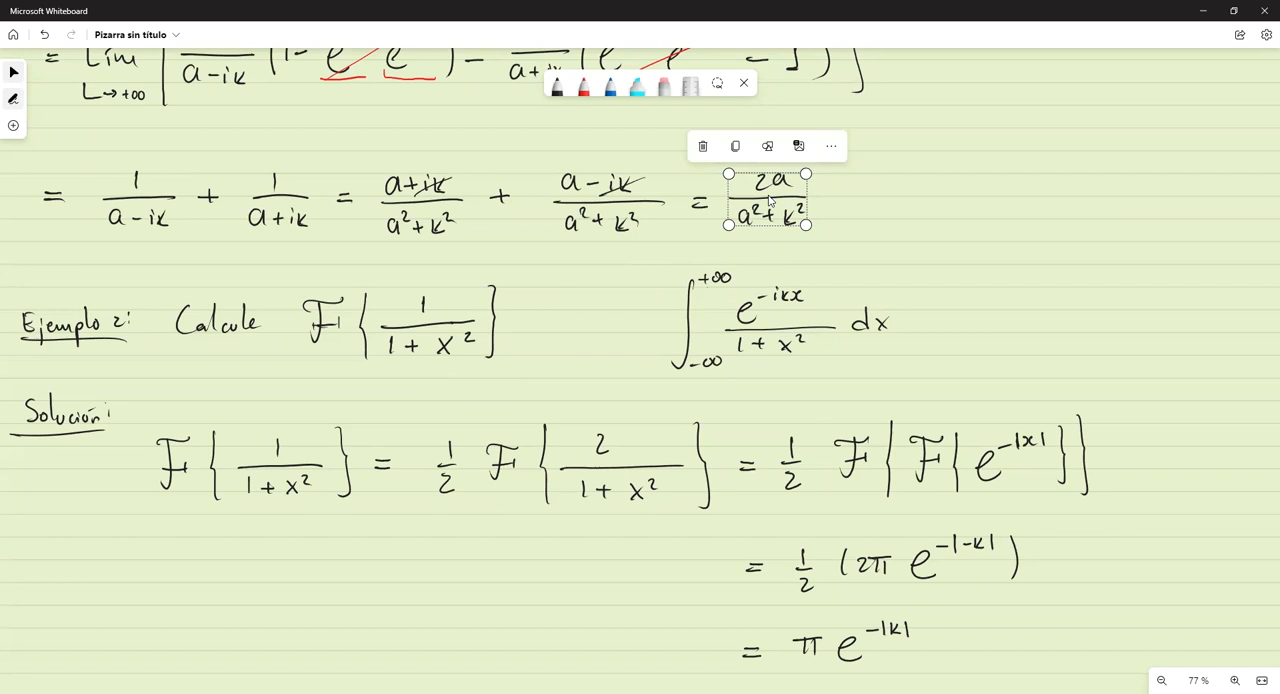 Microsoft Whiteboard
Pizarra sin título
= Lim [ — / a-ik (1- e e ) - — / a+ik ( e e - 1 ) ]
L→+∞
= 1/(a-ik) + 1/(a+ik) = (a+ik)/(a²+k²) + (a-ik)/(a²+k²) = 2a/(a²+k²)
Ejemplo 2: Calcule ℱ{ 1/(1+x²) } ∫_{-∞}^{+∞} e^{-ikx}/(1+x²) dx
Solución:
ℱ{ 1/(1+x²) } = 1/2 ℱ{ 2/(1+x²) } = 1/2 ℱ{ ℱ{ e^{-|x|} } }
= 1/2 (2π e^{-|-k|})
= π e^{-|k|}
77 %